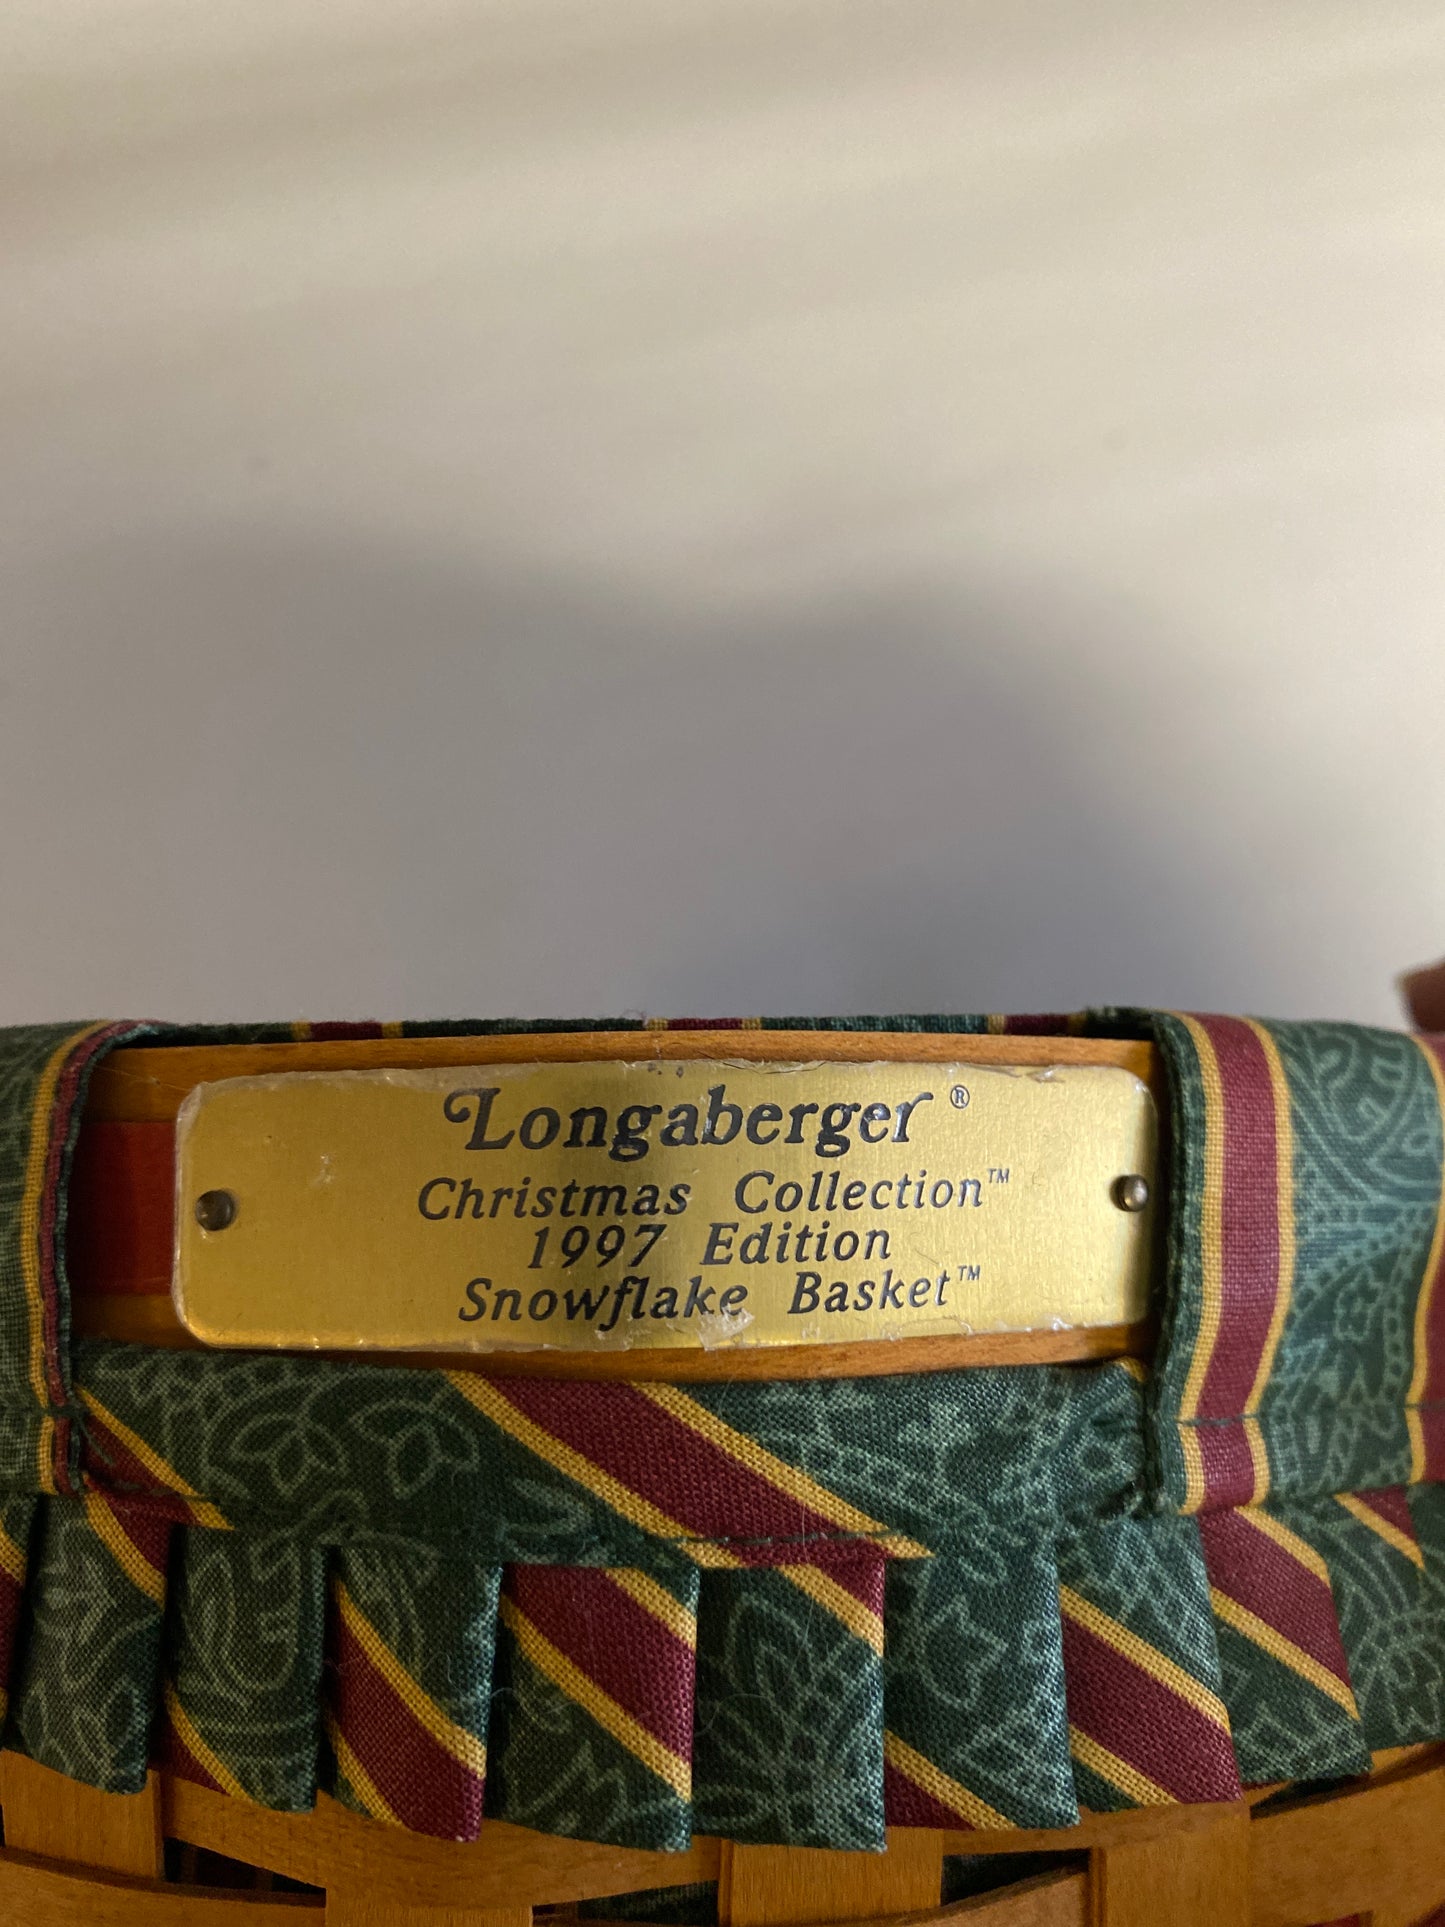 Longaberger®
Christmas Collection™
1997 Edition
Snowflake Basket™